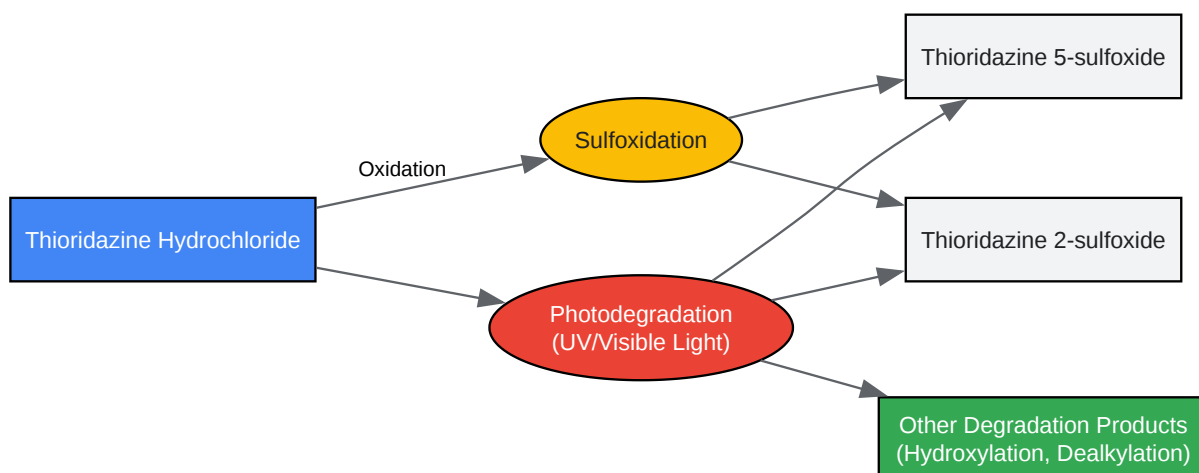 Thioridazine Hydrochloride
Oxidation
Sulfoxidation
Photodegradation
(UV/Visible Light)
Thioridazine 5-sulfoxide
Thioridazine 2-sulfoxide
Other Degradation Products
(Hydroxylation, Dealkylation)